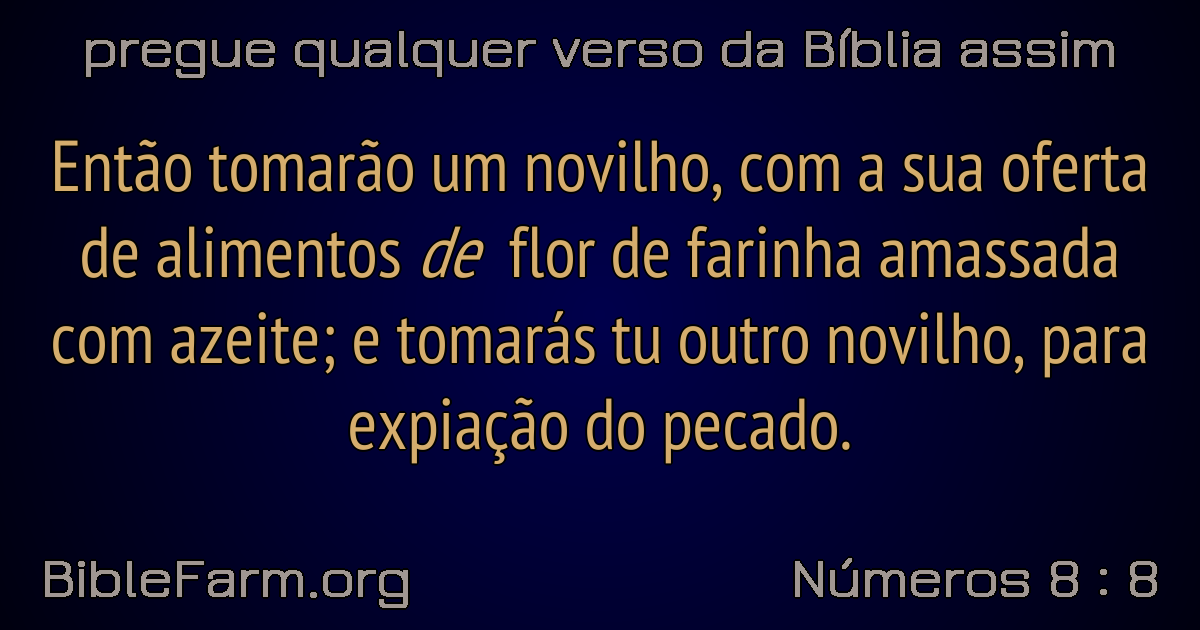 pregue qualquer verso da Bíblia assim
Então tomarão um novilho, com a sua oferta
de alimentos de flor de farinha amassada
com azeite; e tomarás tu outro novilho, para
expiação do pecado.
BibleFarm.org
Números 8 : 8